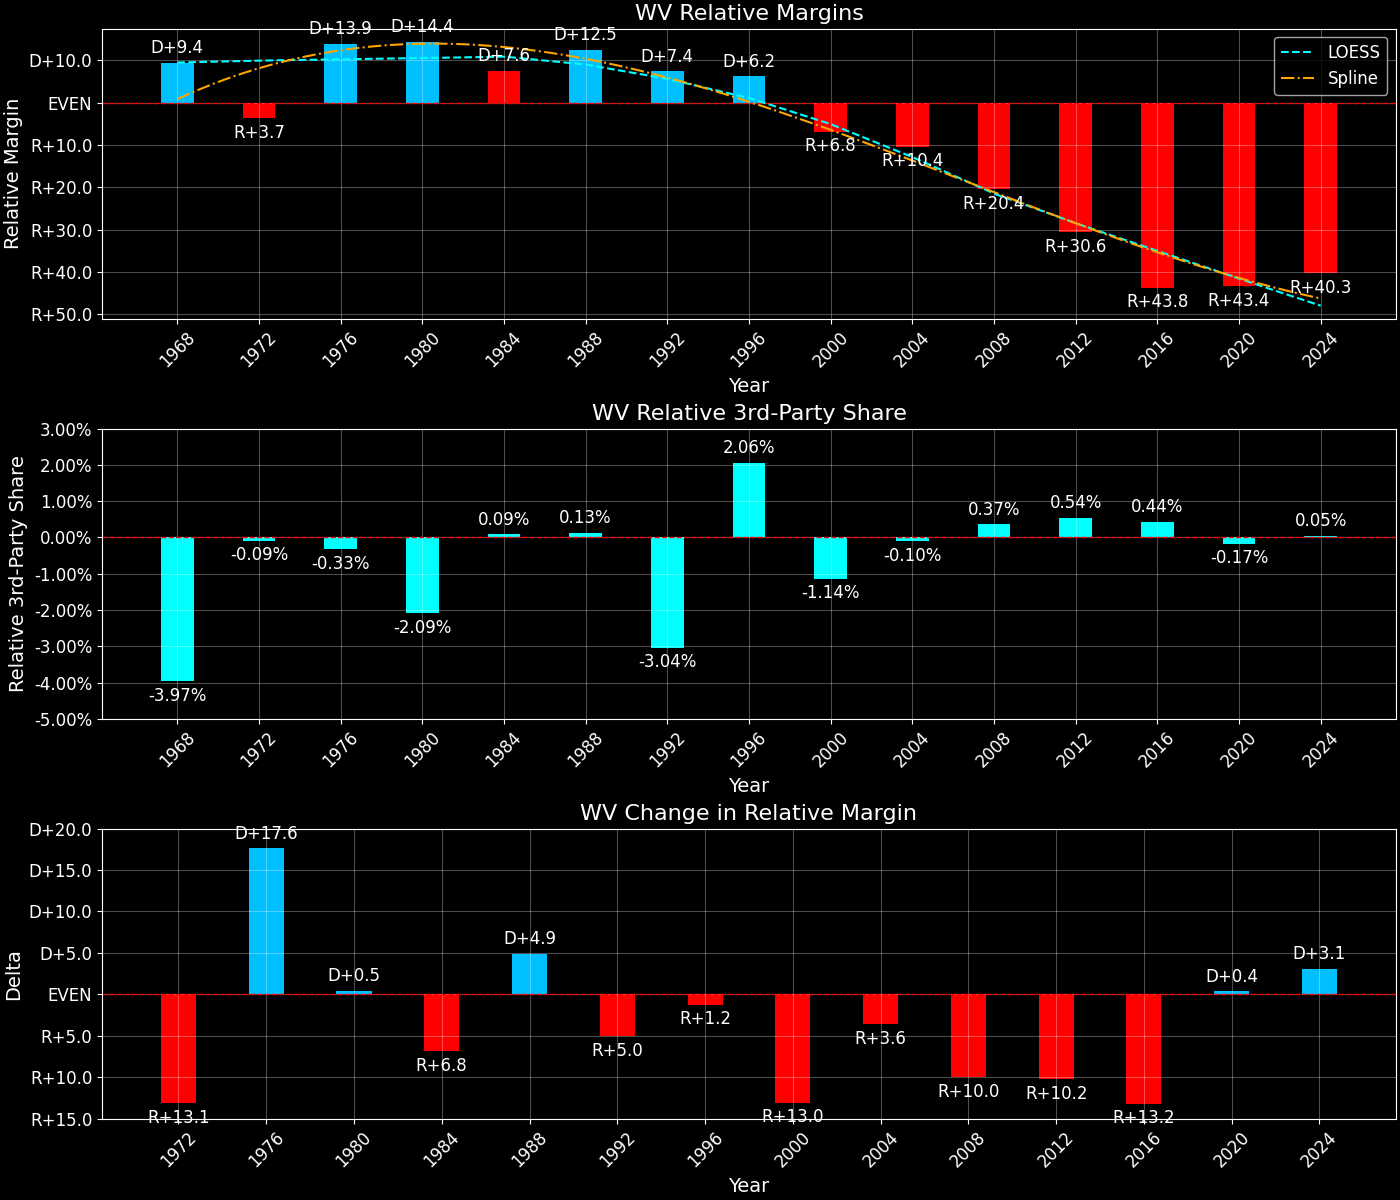 WV Relative Margins
Relative Margin
D+10.0
EVEN
R+10.0
R+20.0
R+30.0
R+40.0
R+50.0
D+9.4
R+3.7
D+13.9
D+14.4
D+7.6
D+12.5
D+7.4
D+6.2
R+6.8
R+10.4
R+20.4
R+30.6
R+43.8
R+43.4
R+40.3
LOESS
Spline
1968
1972
1976
1980
1984
1988
1992
1996
2000
2004
2008
2012
2016
2020
2024
Year
WV Relative 3rd-Party Share
Relative 3rd-Party Share
3.00%
2.00%
1.00%
0.00%
-1.00%
-2.00%
-3.00%
-4.00%
-5.00%
-3.97%
-0.09%
-0.33%
-2.09%
0.09%
0.13%
-3.04%
2.06%
-1.14%
-0.10%
0.37%
0.54%
0.44%
-0.17%
0.05%
1968
1972
1976
1980
1984
1988
1992
1996
2000
2004
2008
2012
2016
2020
2024
Year
WV Change in Relative Margin
Delta
D+20.0
D+15.0
D+10.0
D+5.0
EVEN
R+5.0
R+10.0
R+15.0
R+13.1
D+17.6
D+0.5
R+6.8
D+4.9
R+5.0
R+1.2
R+13.0
R+3.6
R+10.0
R+10.2
R+13.2
D+0.4
D+3.1
1972
1976
1980
1984
1988
1992
1996
2000
2004
2008
2012
2016
2020
2024
Year